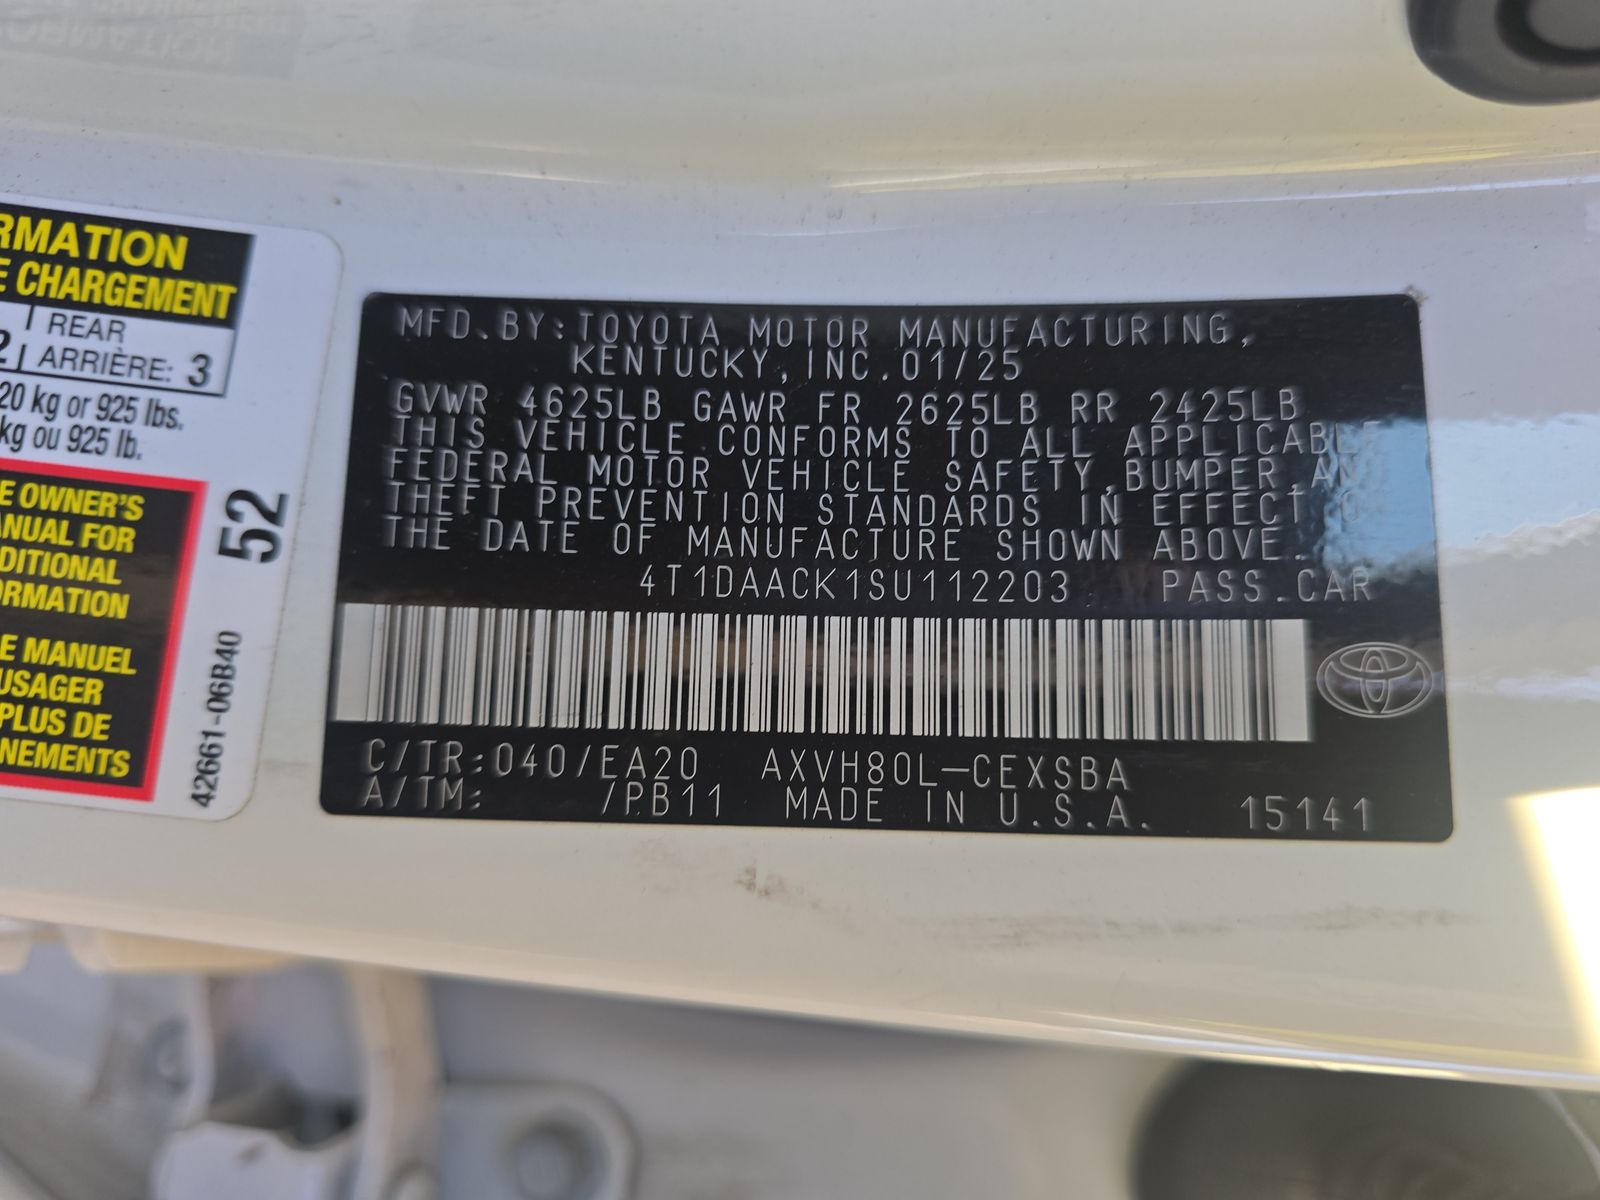 RMATION
E CHARGEMENT
REAR
ARRIÈRE: 3
20 kg or 925 lbs.
kg ou 925 lb.
E OWNER'S
ANUAL FOR
DITIONAL
ORMATION
E MANUEL
USAGER
PLUS DE
NEMENTS
52
42661-06B40
MFD.BY:TOYOTA MOTOR MANUFACTURING,
KENTUCKY,INC.01/25
GVWR 4625LB GAWR FR 2625LB RR 2425LB
THIS VEHICLE CONFORMS TO ALL APPLICABLE
FEDERAL MOTOR VEHICLE SAFETY,BUMPER,AND
THEFT PREVENTION STANDARDS IN EFFECT ON
THE DATE OF MANUFACTURE SHOWN ABOVE.
4T1DAACK1SU112203 PASS.CAR
C/TR:040/EA20 AXVH80L-CEXSBA
A/TM: /PB11 MADE IN U.S.A. 15141